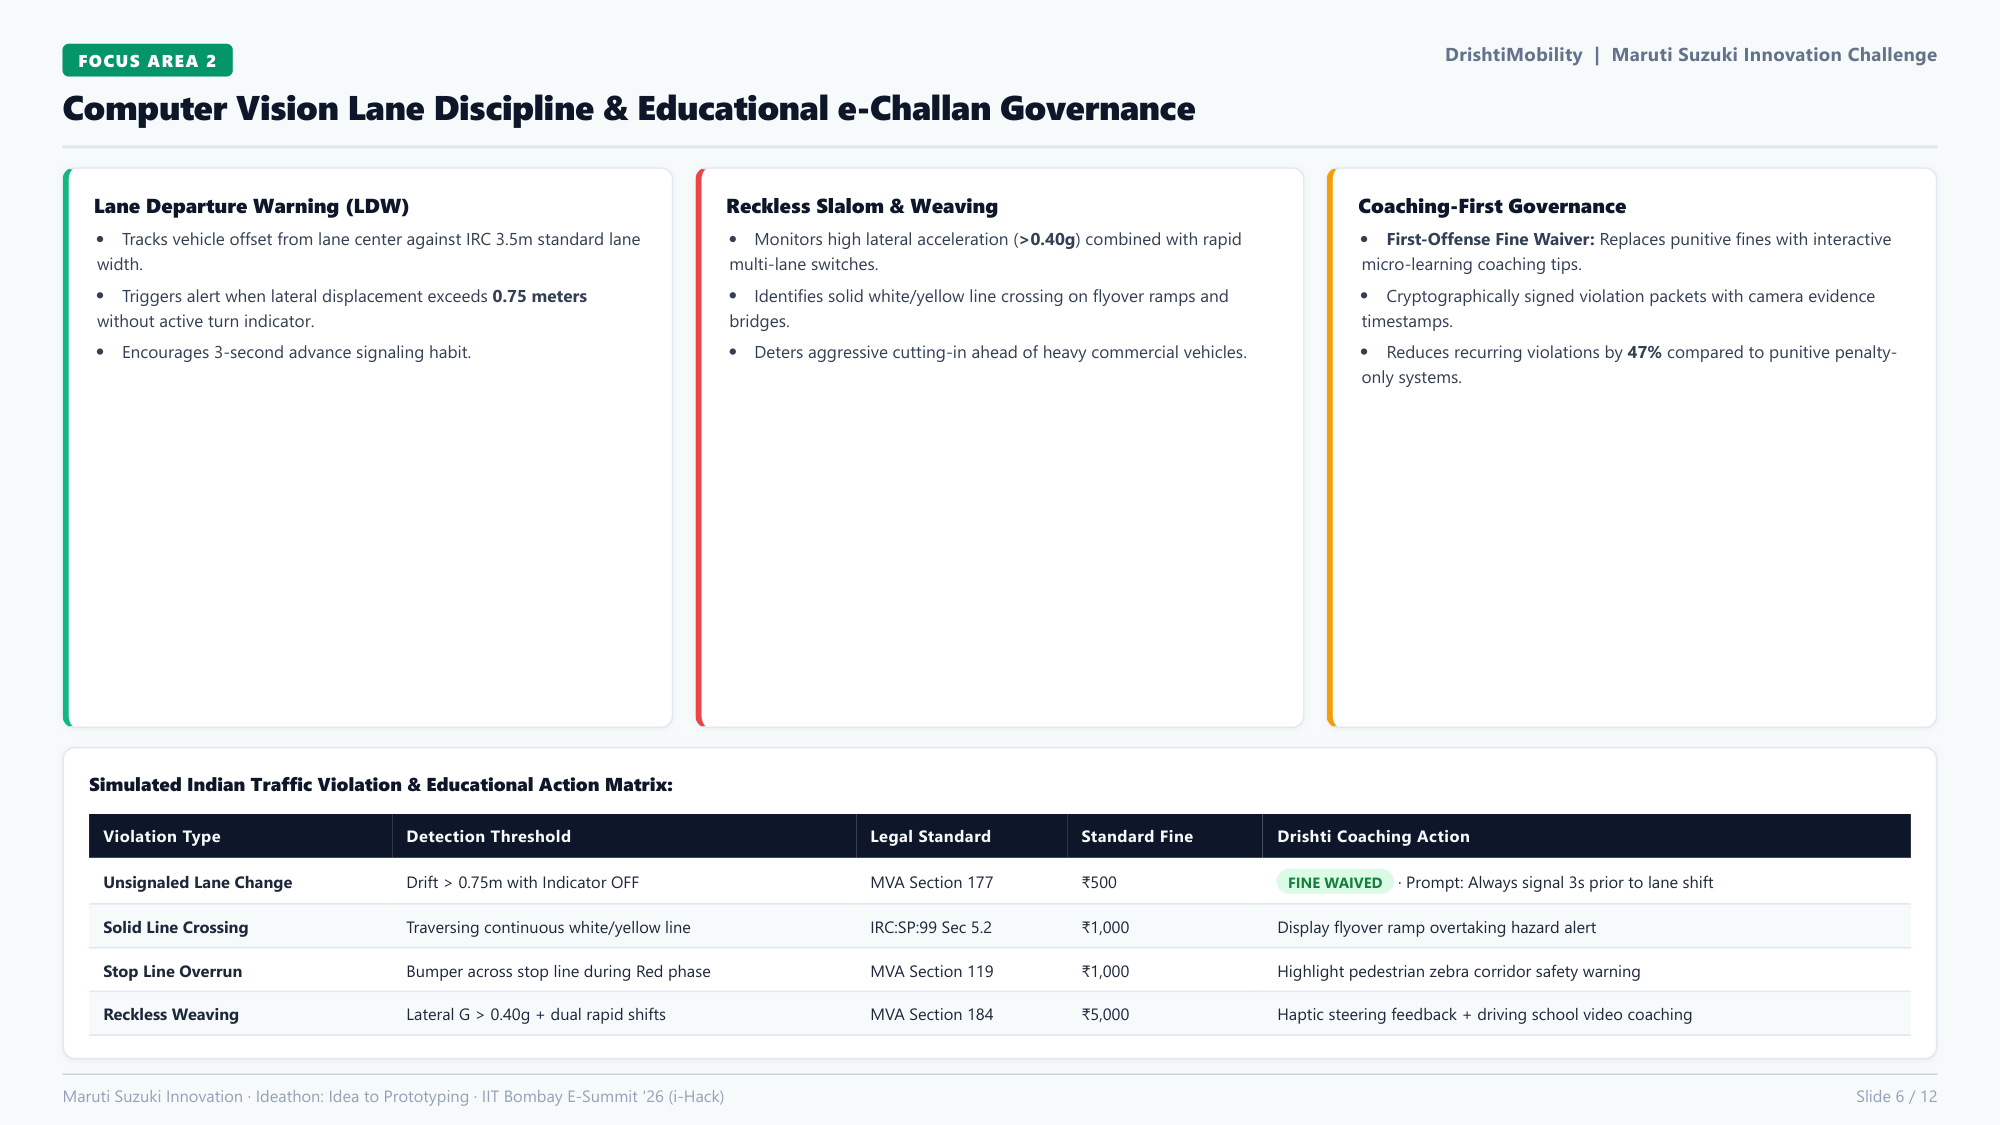 FOCUS AREA 2
DrishtiMobility | Maruti Suzuki Innovation Challenge
Computer Vision Lane Discipline & Educational e-Challan Governance
Lane Departure Warning (LDW)
• Tracks vehicle offset from lane center against IRC 3.5m standard lane
width.
• Triggers alert when lateral displacement exceeds 0.75 meters
without active turn indicator.
• Encourages 3-second advance signaling habit.
Reckless Slalom & Weaving
• Monitors high lateral acceleration (>0.40g) combined with rapid
multi-lane switches.
• Identifies solid white/yellow line crossing on flyover ramps and
bridges.
• Deters aggressive cutting-in ahead of heavy commercial vehicles.
Coaching-First Governance
• First-Offense Fine Waiver: Replaces punitive fines with interactive
micro-learning coaching tips.
• Cryptographically signed violation packets with camera evidence
timestamps.
• Reduces recurring violations by 47% compared to punitive penalty-
only systems.
Simulated Indian Traffic Violation & Educational Action Matrix:
Violation Type Detection Threshold Legal Standard Standard Fine Drishti Coaching Action
Unsignaled Lane Change Drift > 0.75m with Indicator OFF MVA Section 177 ₹500 FINE WAIVED · Prompt: Always signal 3s prior to lane shift
Solid Line Crossing Traversing continuous white/yellow line IRC:SP:99 Sec 5.2 ₹1,000 Display flyover ramp overtaking hazard alert
Stop Line Overrun Bumper across stop line during Red phase MVA Section 119 ₹1,000 Highlight pedestrian zebra corridor safety warning
Reckless Weaving Lateral G > 0.40g + dual rapid shifts MVA Section 184 ₹5,000 Haptic steering feedback + driving school video coaching
Maruti Suzuki Innovation · Ideathon: Idea to Prototyping · IIT Bombay E-Summit '26 (i-Hack)
Slide 6 / 12